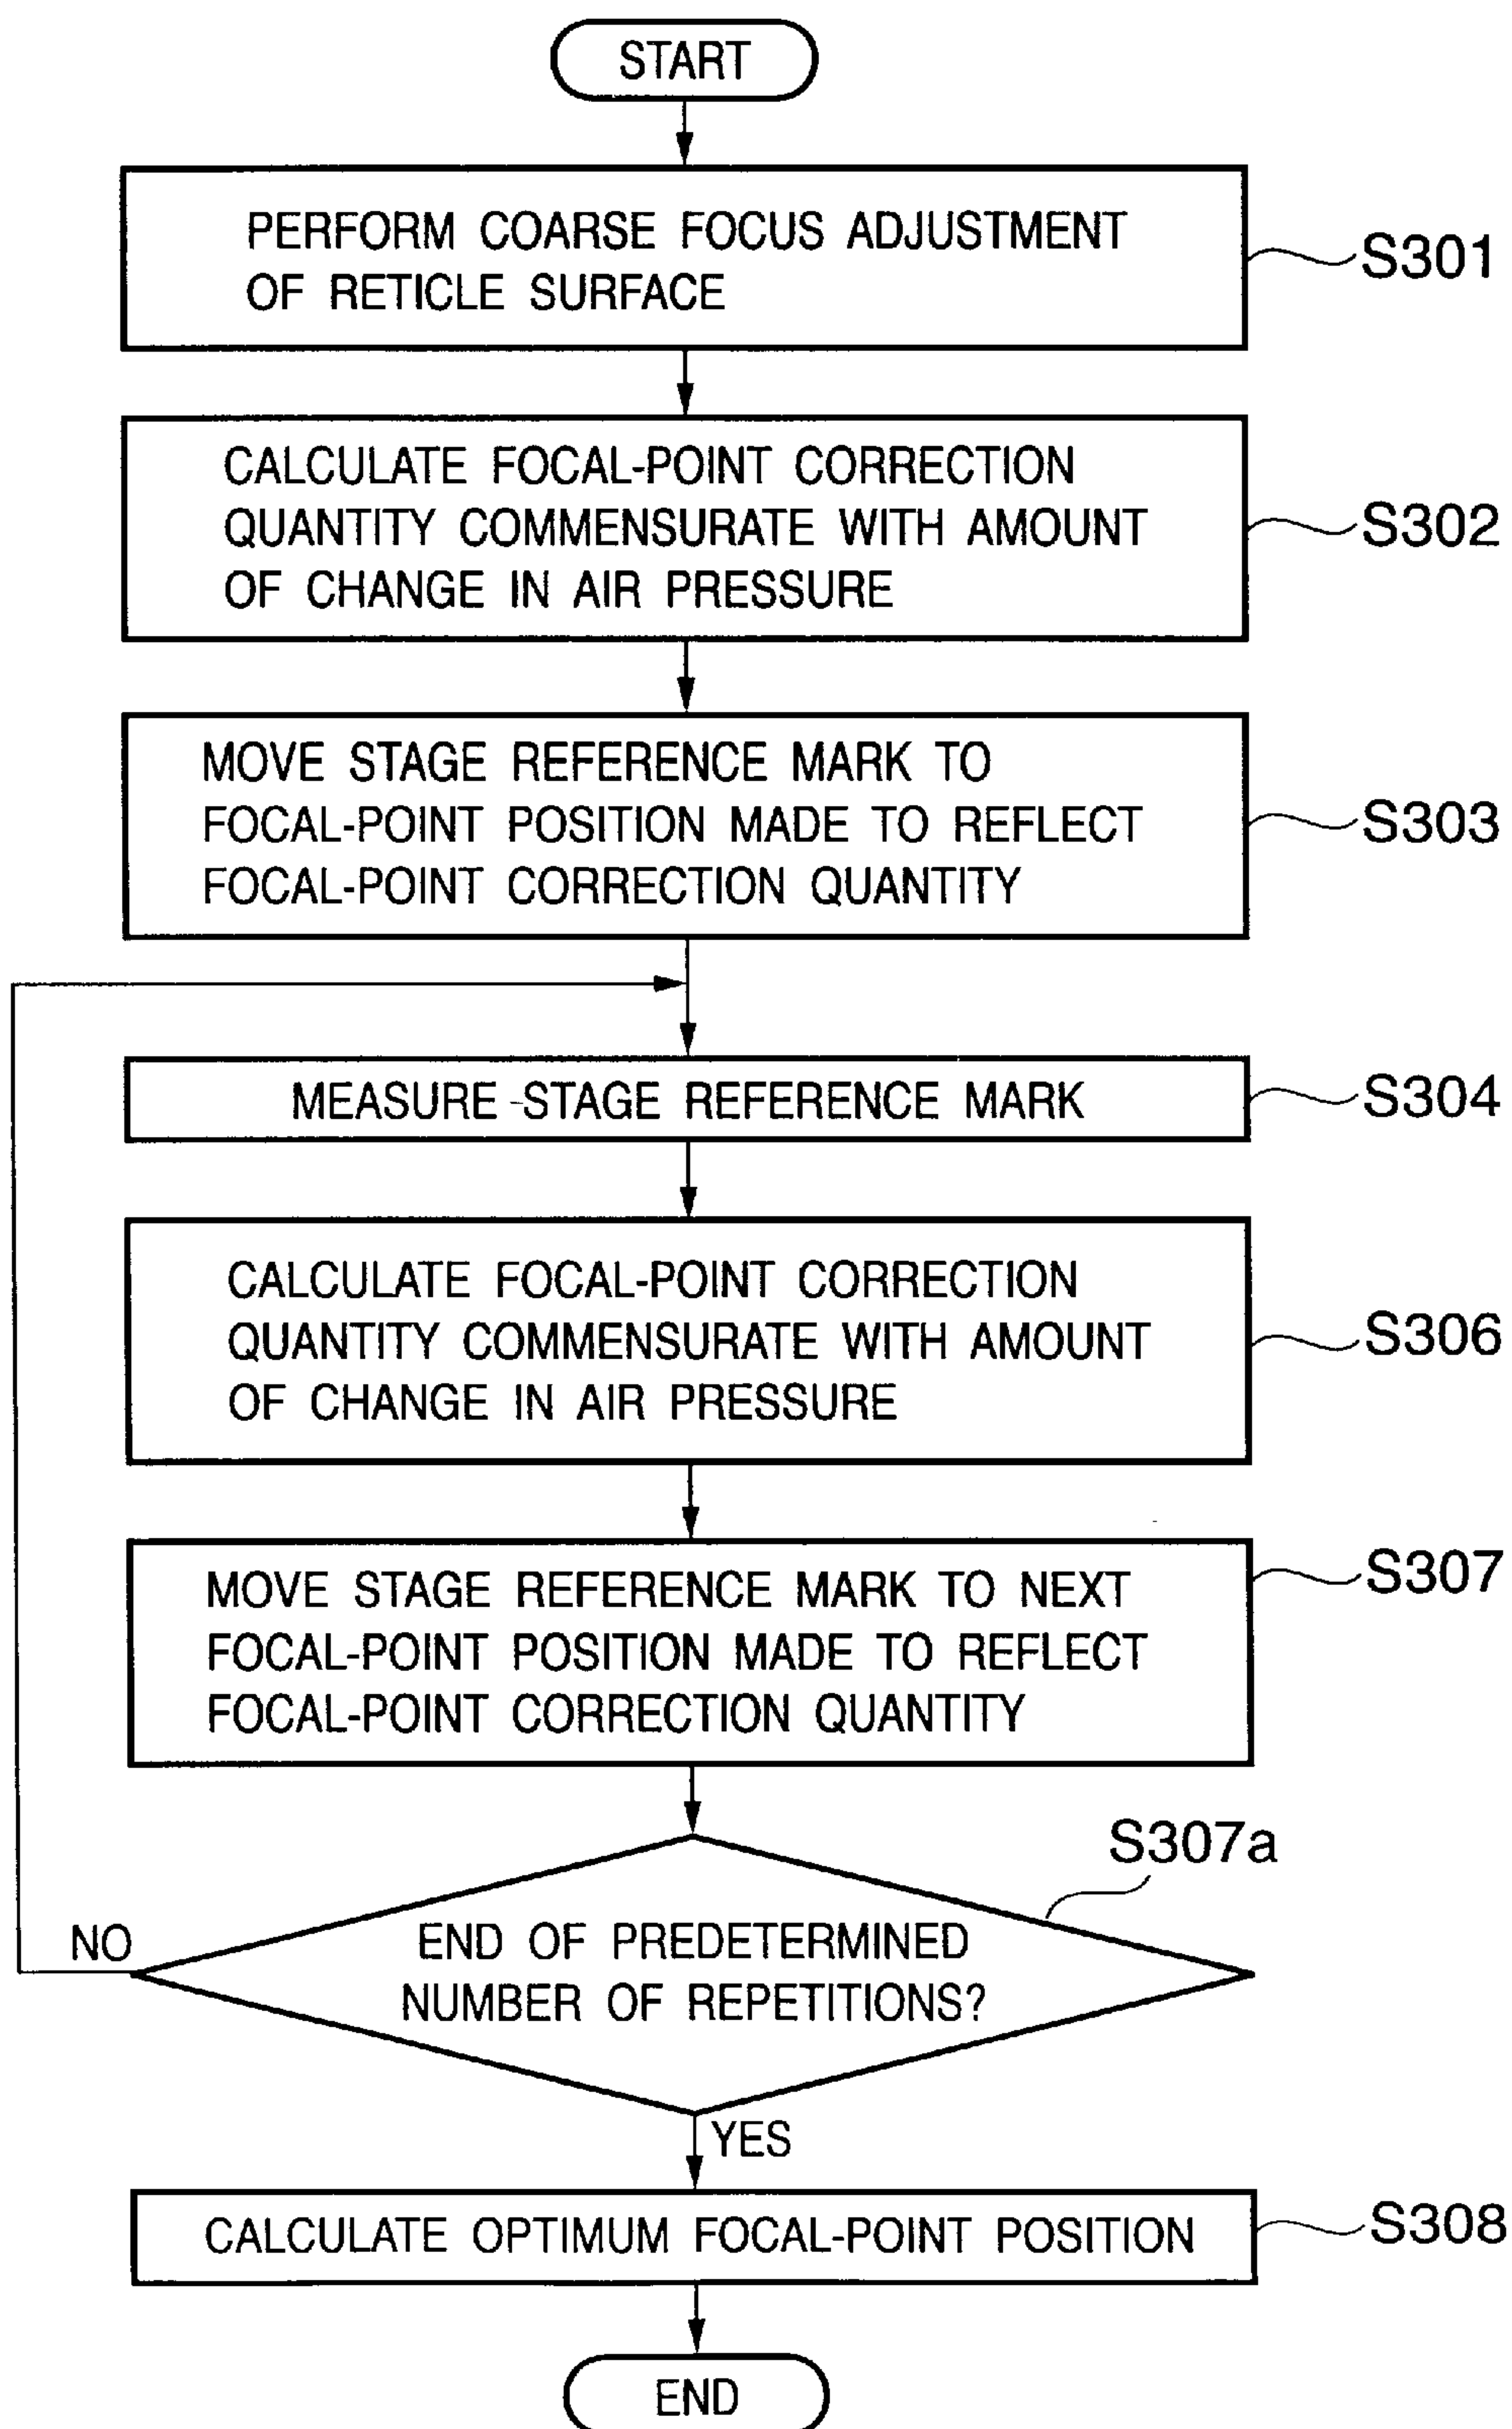 START
PERFORM COARSE FOCUS ADJUSTMENT
OF RETICLE SURFACE
S301
CALCULATE FOCAL-POINT CORRECTION
QUANTITY COMMENSURATE WITH AMOUNT
OF CHANGE IN AIR PRESSURE
S302
MOVE STAGE REFERENCE MARK TO
FOCAL-POINT POSITION MADE TO REFLECT
FOCAL-POINT CORRECTION QUANTITY
S303
MEASURE STAGE REFERENCE MARK
S304
CALCULATE FOCAL-POINT CORRECTION
QUANTITY COMMENSURATE WITH AMOUNT
OF CHANGE IN AIR PRESSURE
S306
MOVE STAGE REFERENCE MARK TO NEXT
FOCAL-POINT POSITION MADE TO REFLECT
FOCAL-POINT CORRECTION QUANTITY
S307
S307a
END OF PREDETERMINED
NUMBER OF REPETITIONS?
NO
YES
CALCULATE OPTIMUM FOCAL-POINT POSITION
S308
END